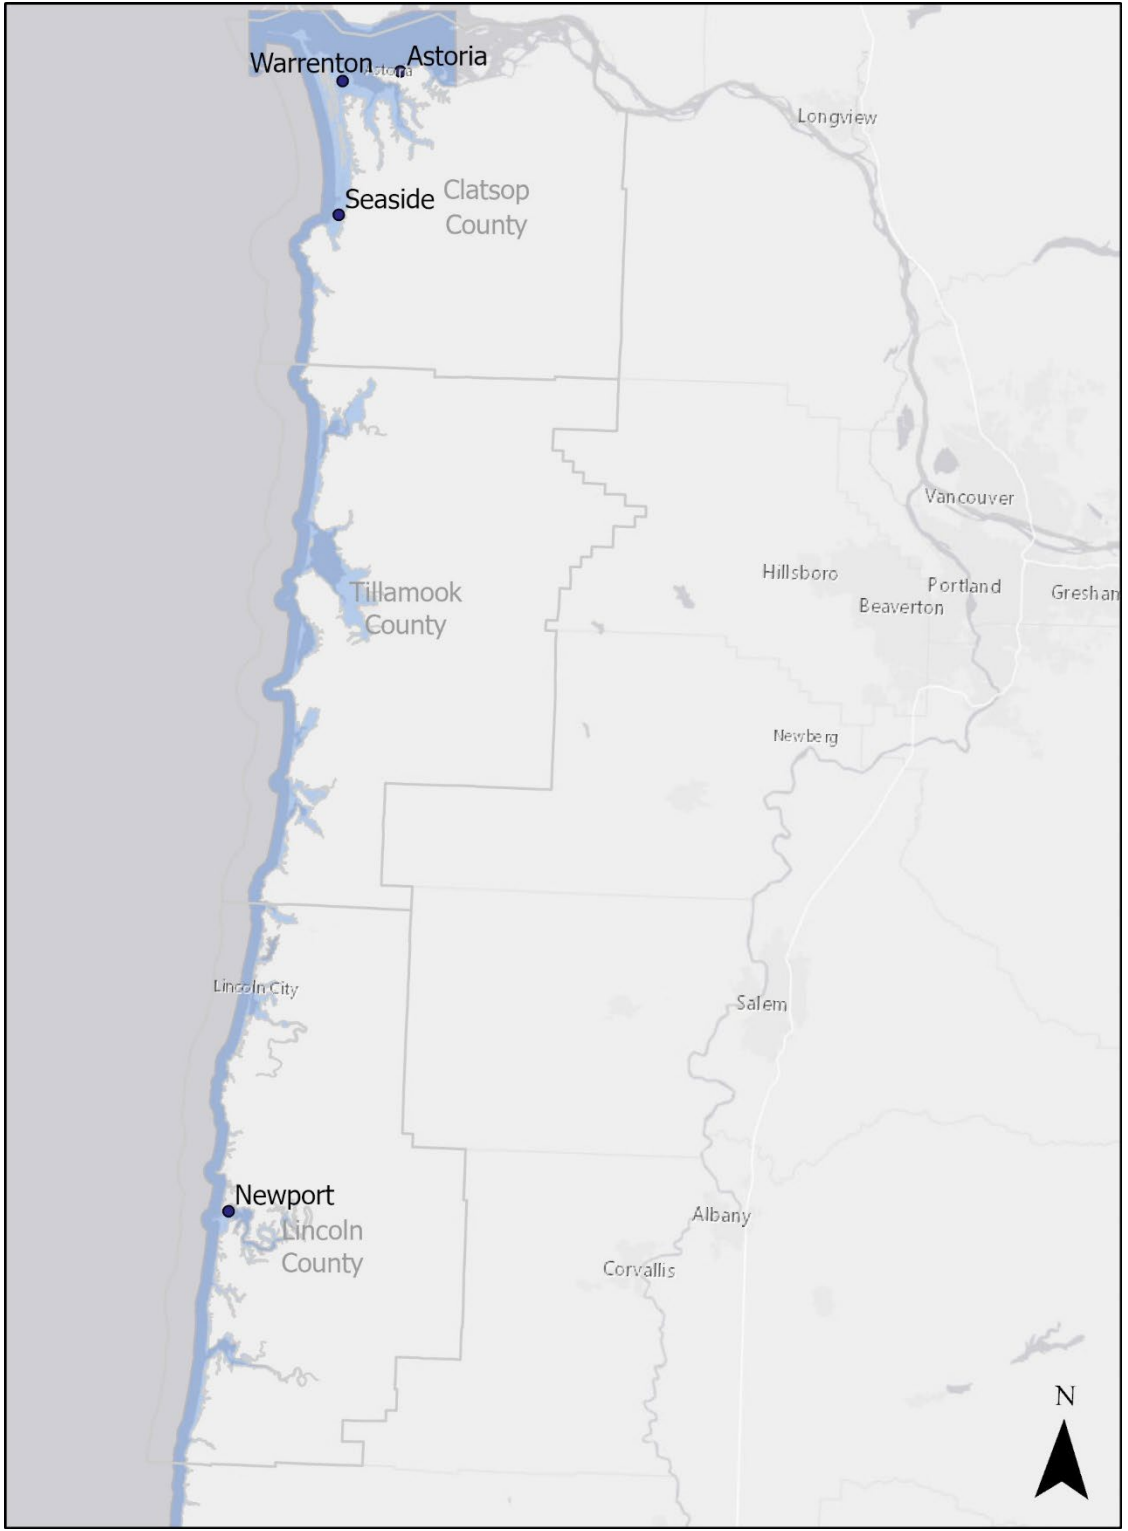 Astoria
Warrenton
Astoria
Longview
Seaside
Clatsop
County
Vancouver
Hillsboro
Portland
Gresham
Beaverton
Tillamook
County
Newberg
Lincoln City
Salem
Newport
Albany
Lincoln
County
Corvallis
N